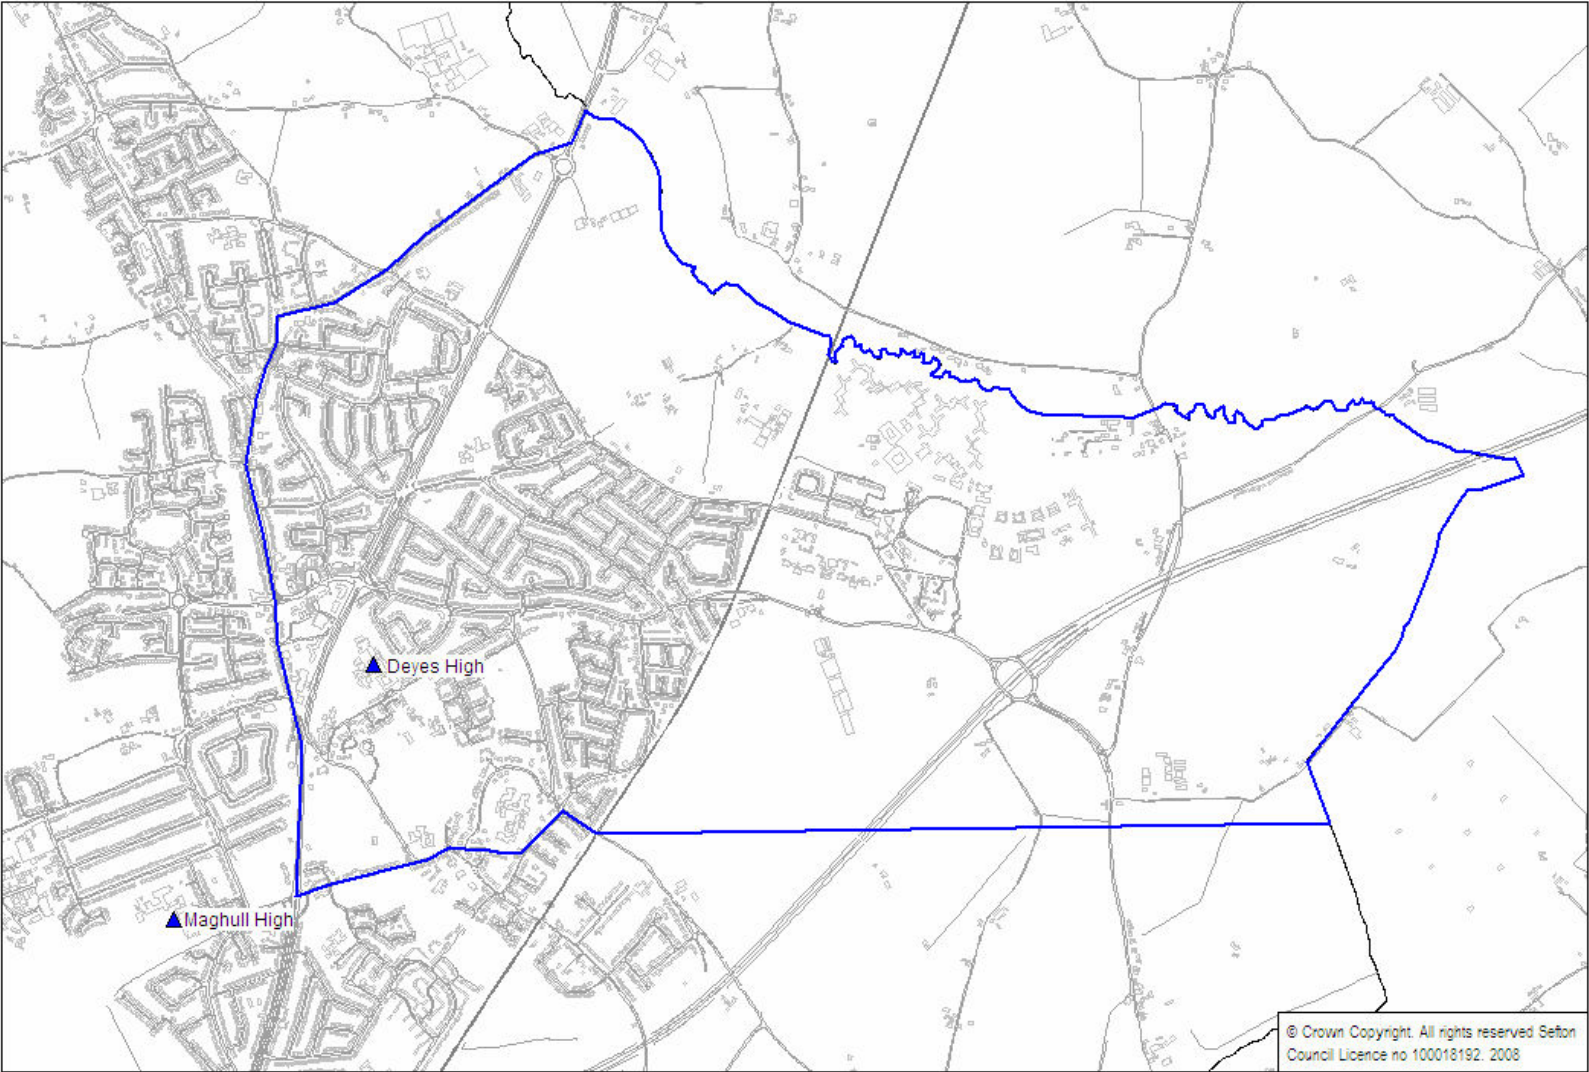 Deyes High
Maghull High
© Crown Copyright. All rights reserved Sefton
Council Licence no 100018192. 2008